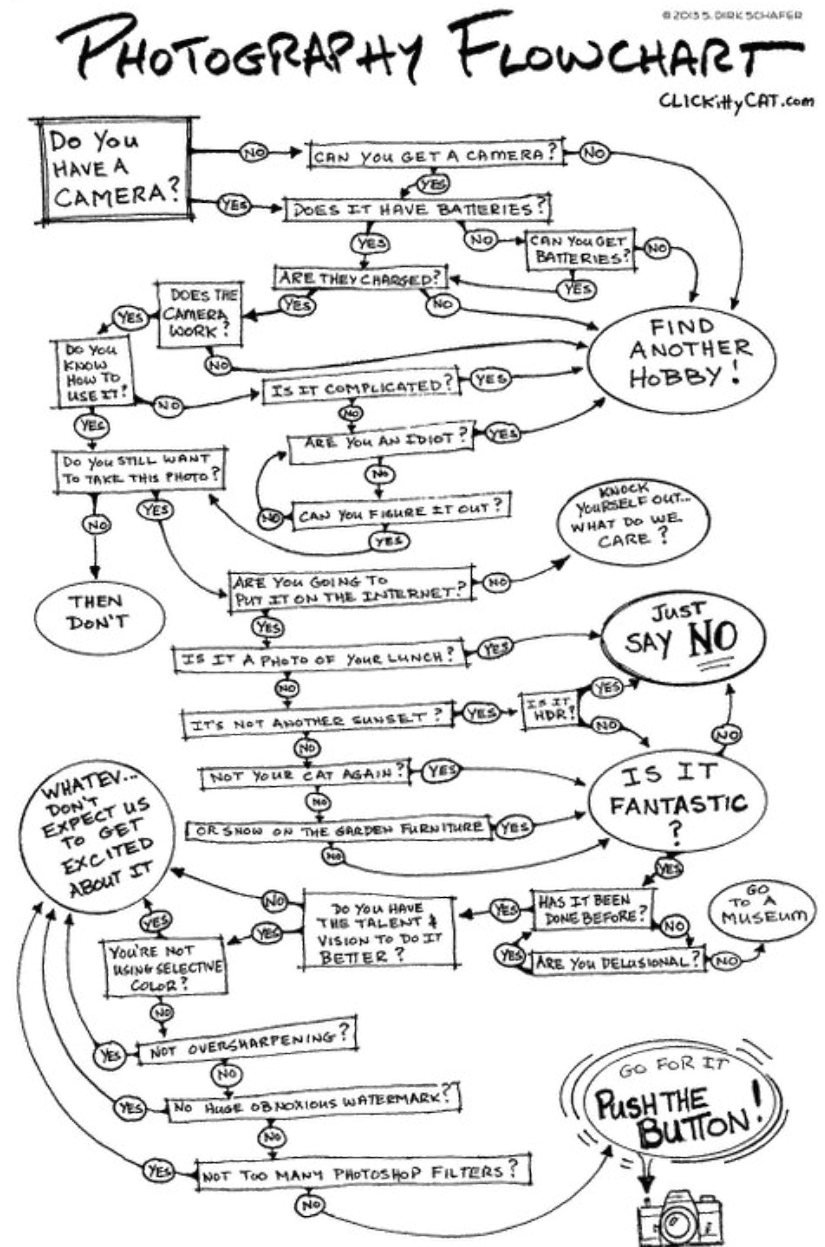 ©2013 S. DIRK SCHAFER
PHOTOGRAPHY FLOWCHART
CLICKittyCAT.com
DO YOU
HAVE A
CAMERA?
NO
CAN YOU GET A CAMERA?
NO
YES
YES
DOES IT HAVE BATTERIES?
YES
NO
CAN YOU GET
BATTERIES?
NO
YES
ARE THEY CHARGED?
YES
NO
DOES THE
CAMERA
WORK?
YES
NO
FIND
ANOTHER
HOBBY!
DO YOU
KNOW
HOW TO
USE IT?
NO
YES
IS IT COMPLICATED?
YES
NO
ARE YOU AN IDIOT?
YES
NO
DO YOU STILL WANT
TO TAKE THIS PHOTO?
NO
YES
CAN YOU FIGURE IT OUT?
NO
YES
KNOCK
YOURSELF OUT...
WHAT DO WE
CARE?
THEN
DON'T
ARE YOU GOING TO
PUT IT ON THE INTERNET?
NO
YES
IS IT A PHOTO OF YOUR LUNCH?
YES
NO
JUST
SAY NO
IT'S NOT ANOTHER SUNSET?
YES
NO
IS IT
HDR?
YES
NO
NO
NOT YOUR CAT AGAIN?
YES
NO
IS IT
FANTASTIC
?
YES
OR SNOW ON THE GARDEN FURNITURE
YES
NO
WHATEV...
DON'T
EXPECT US
TO GET
EXCITED
ABOUT IT
HAS IT BEEN
DONE BEFORE?
YES
NO
GO
TO A
MUSEUM
ARE YOU DELUSIONAL?
YES
NO
DO YOU HAVE
THE TALENT &
VISION TO DO IT
BETTER?
NO
YES
YOU'RE NOT
USING SELECTIVE
COLOR?
YES
NO
NOT OVERSHARPENING?
YES
NO
NO HUGE OBNOXIOUS WATERMARK?
YES
NO
NOT TOO MANY PHOTOSHOP FILTERS?
YES
NO
GO FOR IT
PUSH THE
BUTTON!